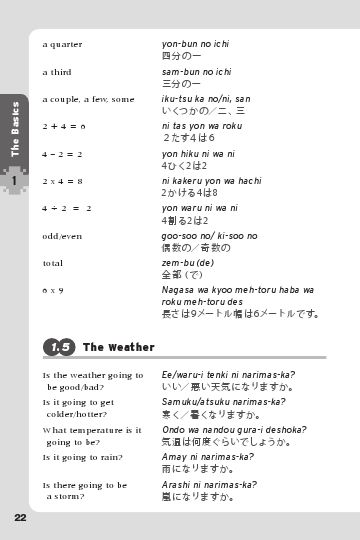 a quarter
yon-bun no ichi
四分の一
a third
sam-bun no ichi
三分の一
a couple, a few, some
iku-tsu ka no/ni, san
いくつかの／二、三
2 + 4 = 6
ni tas yon wa roku
２たす４は６
4 – 2 = 2
yon hiku ni wa ni
4ひく2は2
2 x 4 = 8
ni kakeru yon wa hachi
2かける4は8
4 ÷ 2 = 2
yon waru ni wa ni
4割る2は2
odd/even
goo-soo no/ ki-soo no
偶数の／奇数の
total
zem-bu (de)
全部（で）
6 x 9
Nagasa wa kyoo meh-toru haba wa
roku meh-toru des
長さは9メートル幅は6メートルです。
The Basics
1
1.5 The weather
Is the weather going to
be good/bad?
Ee/waru-i tenki ni narimas-ka?
いい／悪い天気になりますか。
Is it going to get
colder/hotter?
Samuku/atsuku narimas-ka?
寒く／暑くなりますか。
What temperature is it
going to be?
Ondo wa nandou gura-i deshoka?
気温は何度ぐらいでしょうか。
Is it going to rain?
Amay ni narimas-ka?
雨になりますか。
Is there going to be
a storm?
Arashi ni narimas-ka?
嵐になりますか。
22